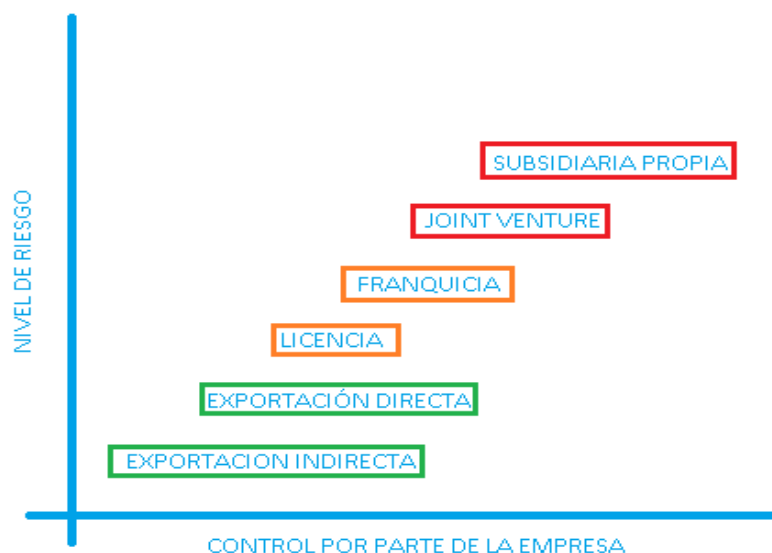 SUBSIDIARIA PROPIA
JOINT VENTURE
FRANQUICIA
LICENCIA
EXPORTACIÓN DIRECTA
EXPORTACION INDIRECTA
NIVEL DE RIESGO
CONTROL POR PARTE DE LA EMPRESA